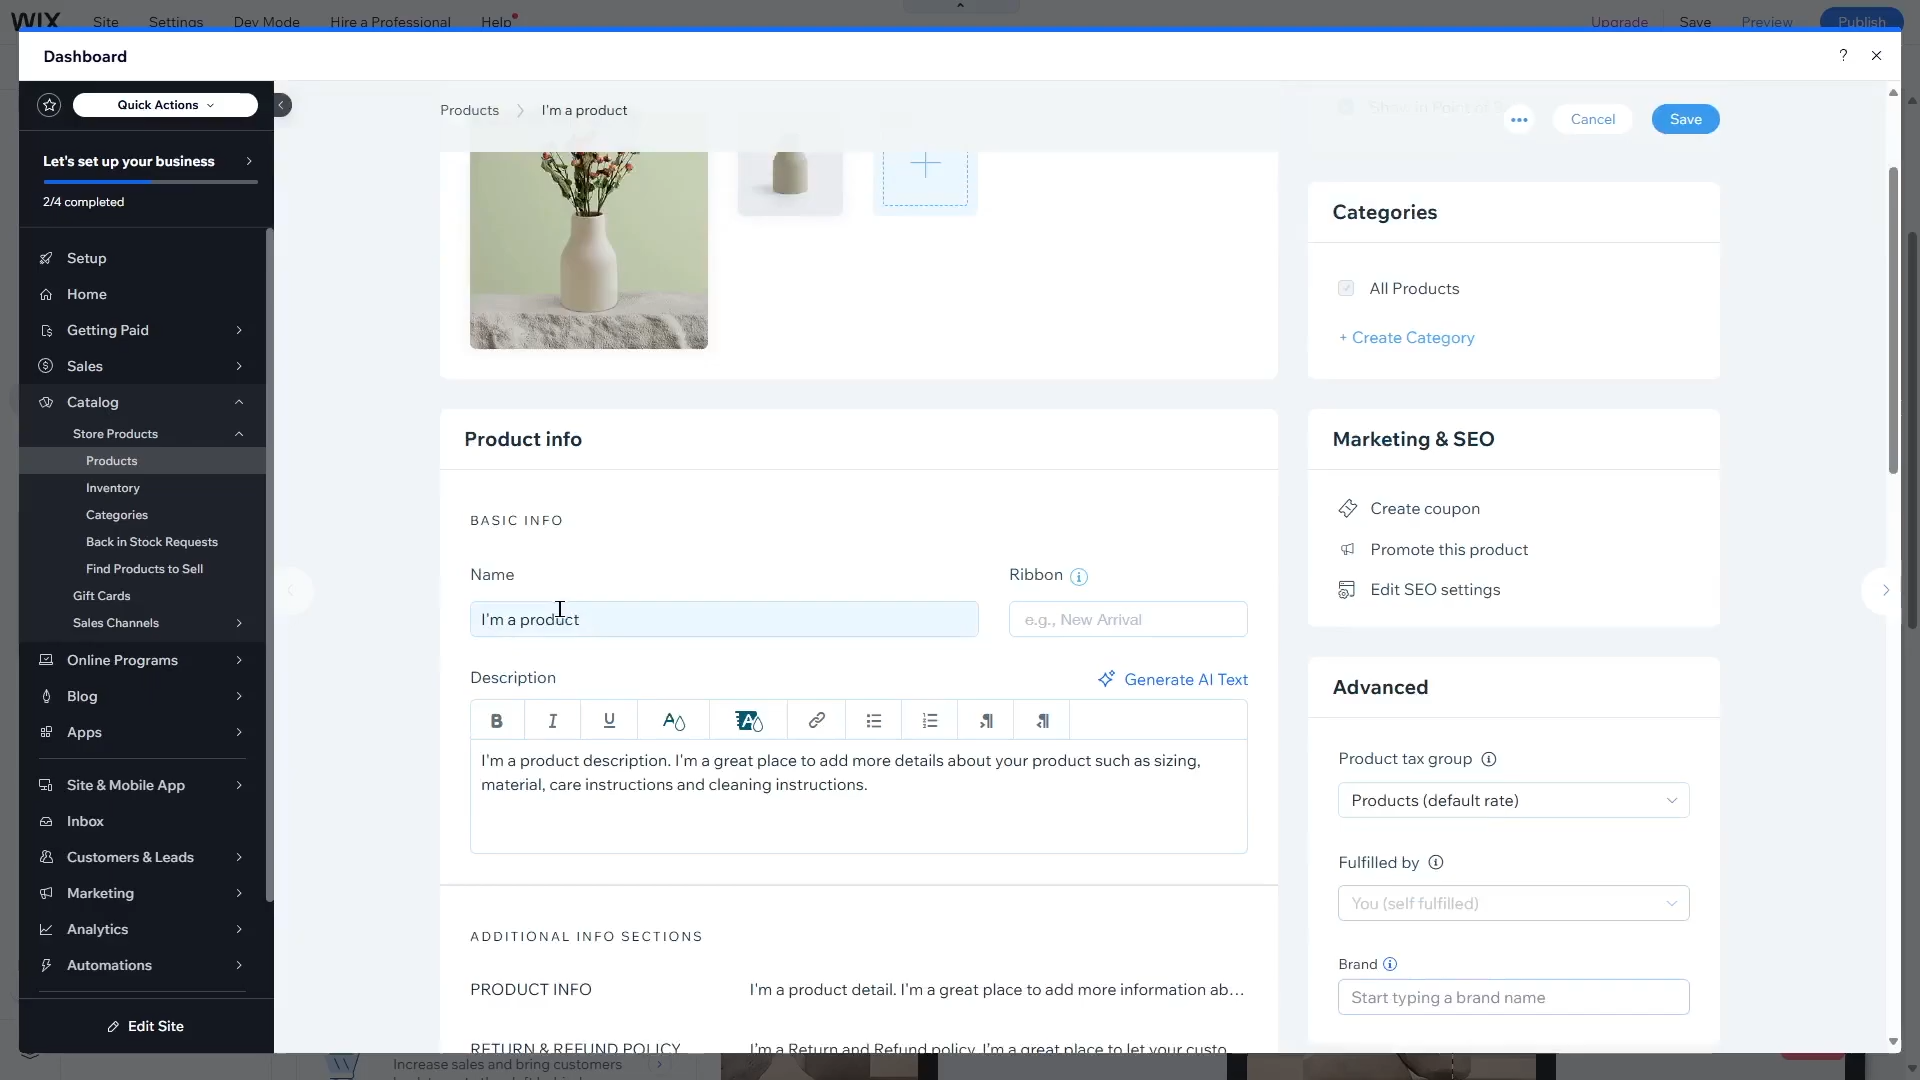 WIX
Site
Settings
Dev Mode
Hire a Professional
Help
Upgrade
Save
Preview
Publish
Dashboard
?
Quick Actions
Let's set up your business
2/4 completed
Setup
Home
Getting Paid
Sales
Catalog
Store Products
Products
Inventory
Categories
Back in Stock Requests
Find Products to Sell
Gift Cards
Sales Channels
Online Programs
Blog
Apps
Site & Mobile App
Inbox
Customers & Leads
Marketing
Analytics
Automations
Edit Site
Products
I'm a product
Cancel
Save
Product info
BASIC INFO
Name
Ribbon
I'm a product
e.g., New Arrival
Description
Generate AI Text
I'm a product description. I'm a great place to add more details about your product such as sizing,
material, care instructions and cleaning instructions.
ADDITIONAL INFO SECTIONS
PRODUCT INFO
I'm a product detail. I'm a great place to add more information ab...
RETURN & REFUND POLICY
I'm a Return and Refund policy. I'm a great place to let your custo...
Categories
All Products
+ Create Category
Marketing & SEO
Create coupon
Promote this product
Edit SEO settings
Advanced
Product tax group
Products (default rate)
Fulfilled by
You (self fulfilled)
Brand
Start typing a brand name
Increase sales and bring customers